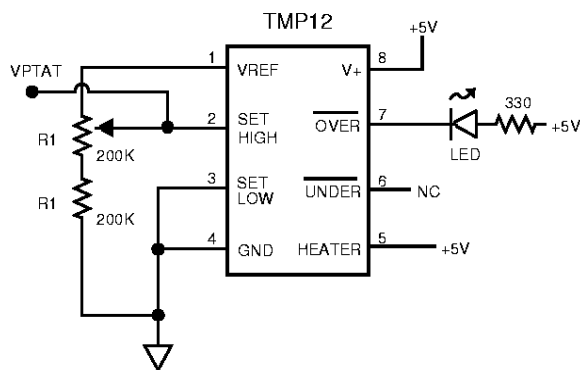 TMP12
+5V
VPTAT
1
VREF
V+
8
R1
200K
2
SET
HIGH
OVER
7
330
+5V
LED
R1
200K
3
SET
LOW
UNDER
6
NC
4
GND
HEATER
5
+5V